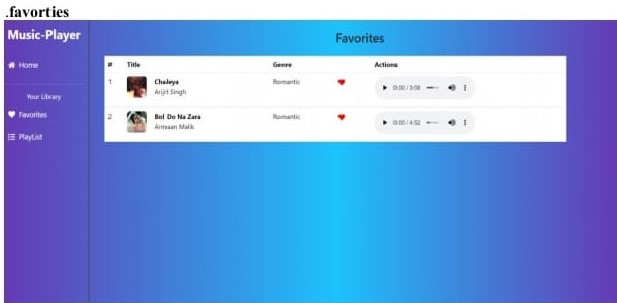 .favorties
Music-Player
Favorites
Home
# Title Genre Actions
1 Chaleya Romantic 0:00 / 3:08
Arijit Singh
Your Library
Favorites
2 Bol Do Na Zara Romantic 0:00 / 4:52
Armaan Malik
PlayList